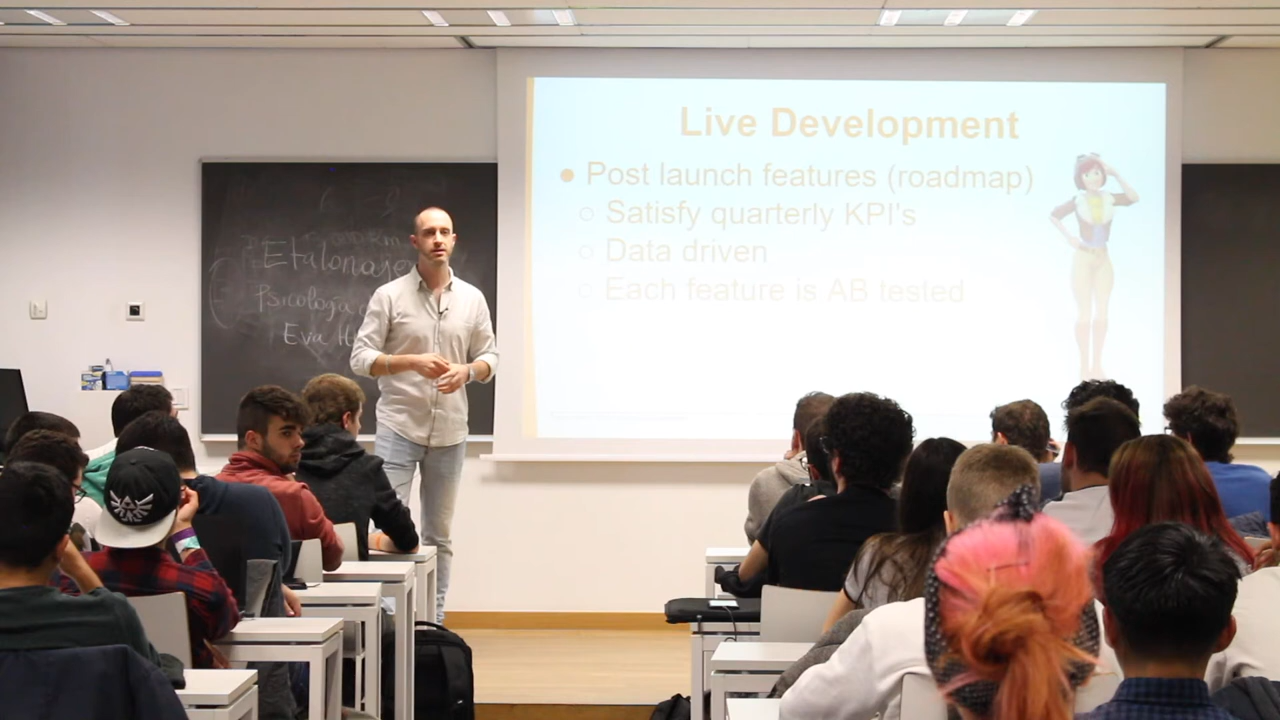 Live Development
Post launch features (roadmap)
Satisfy quarterly KPI's
Data driven
Each feature is AB tested
Etalonaje
Psicología
Eva